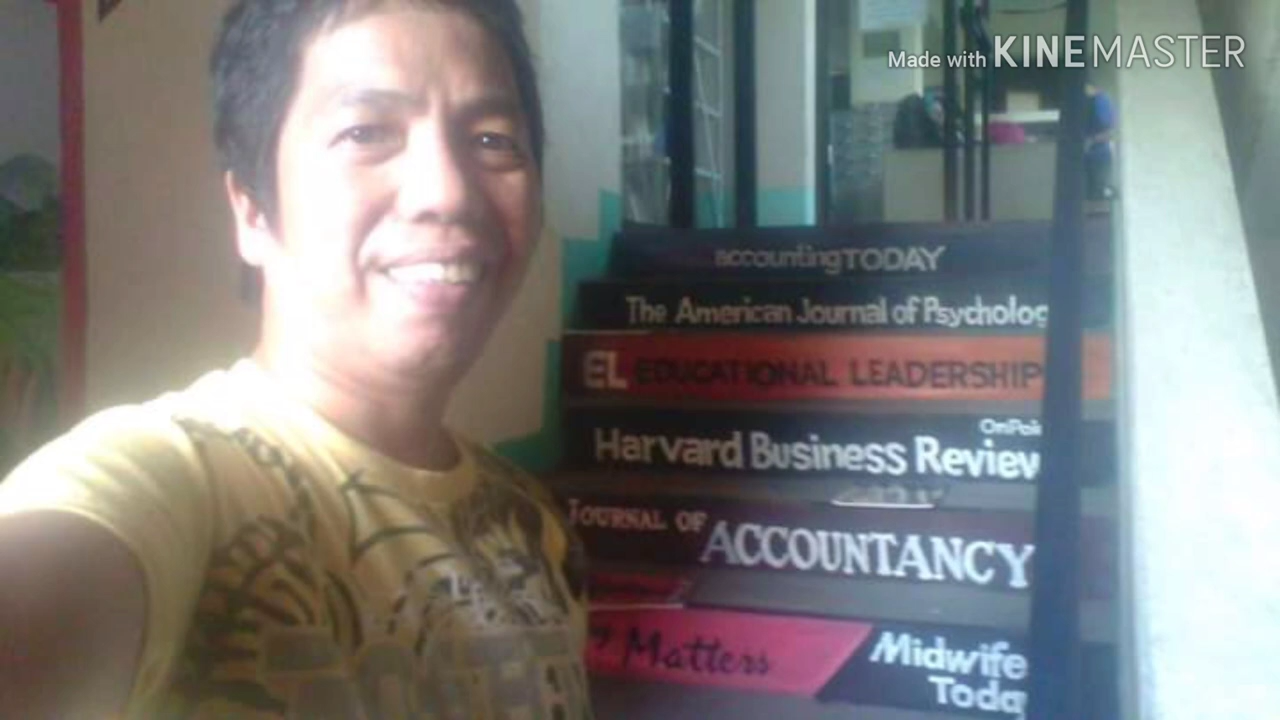 Made with KINEMASTER
accountingTODAY
The American Journal of Psycholog
EL EDUCATIONAL LEADERSHIP
OnPoi
Harvard Business Review
JOURNAL OF ACCOUNTANCY
Matters
Midwife
Today